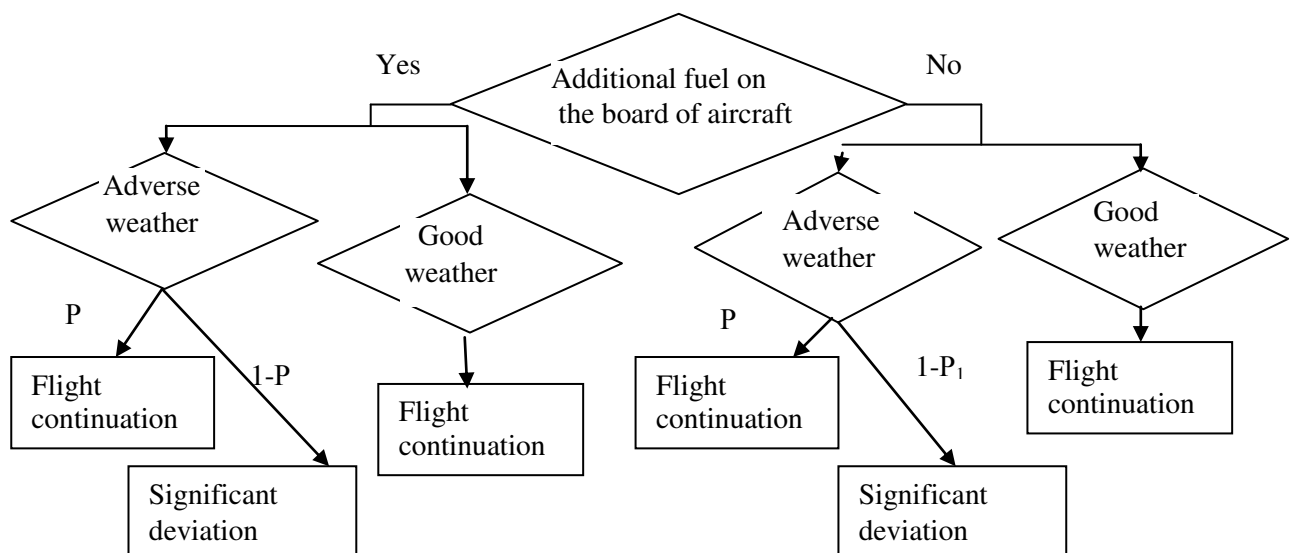 Yes
Additional fuel on
the board of aircraft
No
Adverse
weather
Good
weather
Adverse
weather
Good
weather
P
1-P
P
1-P₁
Flight
continuation
Flight
continuation
Flight
continuation
Flight
continuation
Significant
deviation
Significant
deviation